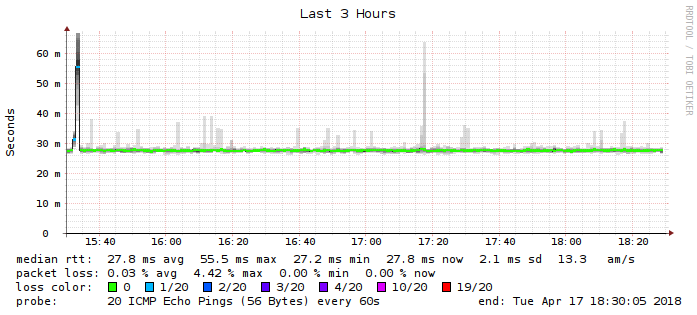 Last 3 Hours
RRDTOOL / TOBI OETIKER
Seconds
60 m
50 m
40 m
30 m
20 m
10 m
0
15:40 16:00 16:20 16:40 17:00 17:20 17:40 18:00 18:20
median rtt: 27.8 ms avg 55.5 ms max 27.2 ms min 27.8 ms now 2.1 ms sd 13.3 am/s
packet loss: 0.03 % avg 4.42 % max 0.00 % min 0.00 % now
loss color: 0 1/20 2/20 3/20 4/20 10/20 19/20
probe: 20 ICMP Echo Pings (56 Bytes) every 60s end: Tue Apr 17 18:30:05 2018